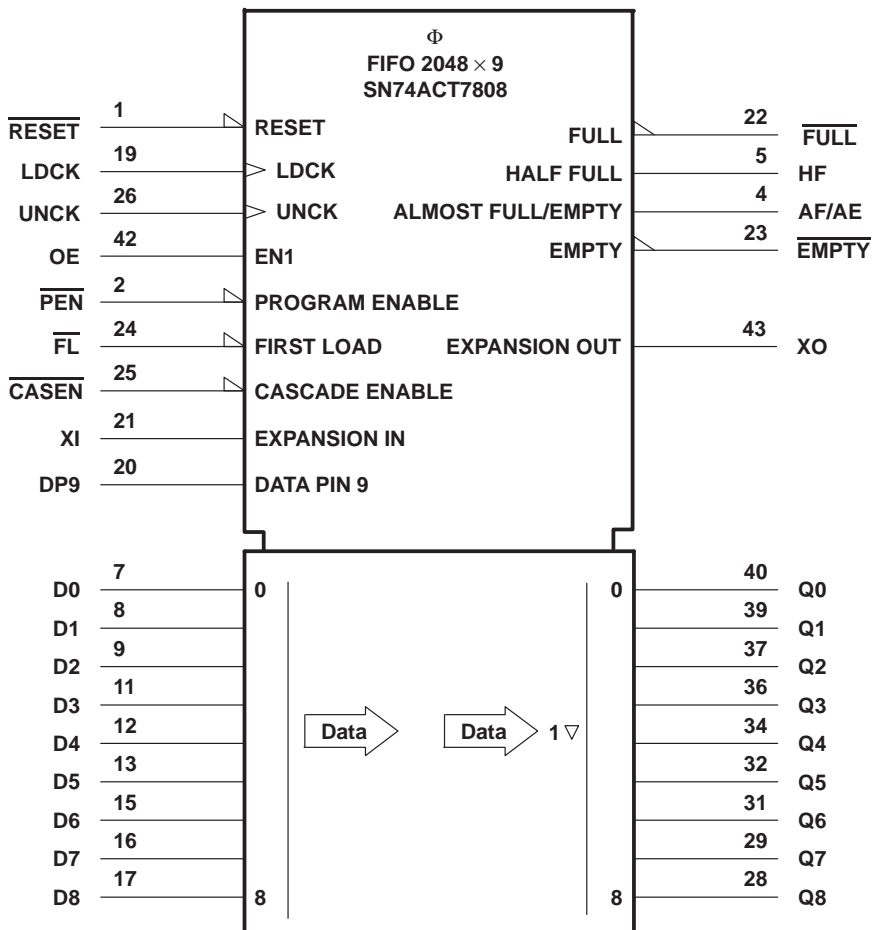 Φ
FIFO 2048 × 9
SN74ACT7808
RESET 1 RESET
LDCK 19 LDCK
UNCK 26 UNCK
OE 42 EN1
PEN 2 PROGRAM ENABLE
FL 24 FIRST LOAD
CASEN 25 CASCADE ENABLE
XI 21 EXPANSION IN
DP9 20 DATA PIN 9
FULL 22 FULL
HALF FULL 5 HF
ALMOST FULL/EMPTY 4 AF/AE
EMPTY 23 EMPTY
EXPANSION OUT 43 XO
D0 7 0
D1 8
D2 9
D3 11
D4 12
D5 13
D6 15
D7 16
D8 17 8
Data Data 1 ▽
0 40 Q0
39 Q1
37 Q2
36 Q3
34 Q4
32 Q5
31 Q6
29 Q7
8 28 Q8